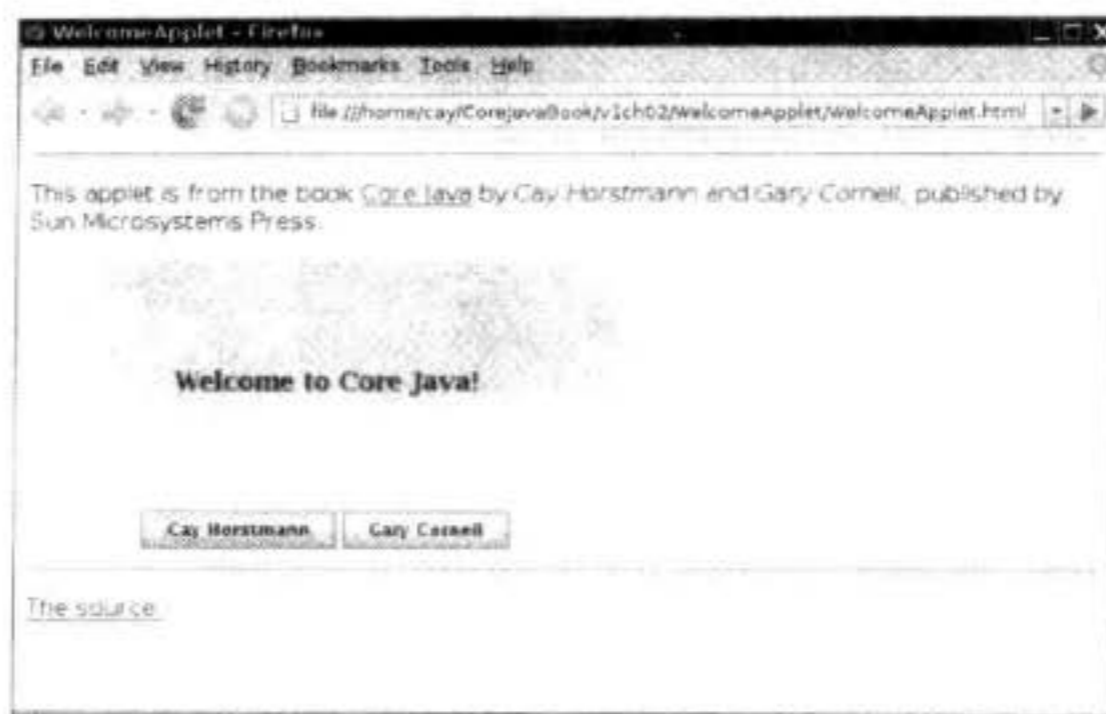 WelcomeApplet - Firefox
File Edit View History Bookmarks Tools Help
file:///home/cay/CoreJavaBook/v1ch02/WelcomeApplet/WelcomeApplet.html
This applet is from the book Core Java by Cay Horstmann and Gary Cornell, published by
Sun Microsystems Press.
Welcome to Core Java!
Cay Horstmann Gary Cornell
The source.